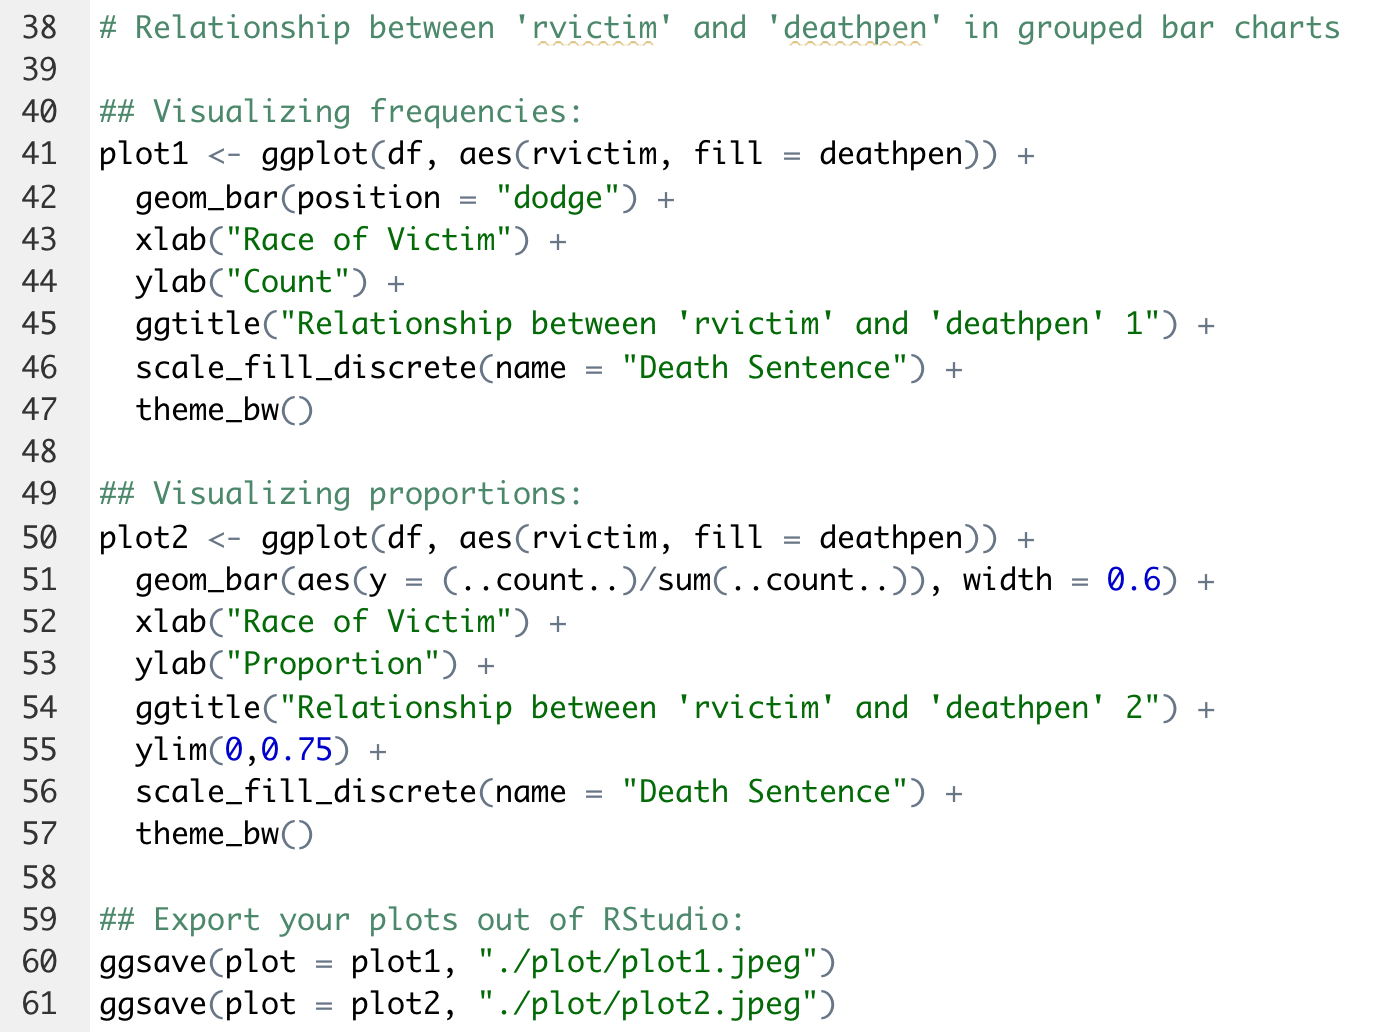 38 # Relationship between 'rvictim' and 'deathpen' in grouped bar charts
39
40 ## Visualizing frequencies:
41 plot1 <- ggplot(df, aes(rvictim, fill = deathpen)) +
42   geom_bar(position = "dodge") +
43   xlab("Race of Victim") +
44   ylab("Count") +
45   ggtitle("Relationship between 'rvictim' and 'deathpen' 1") +
46   scale_fill_discrete(name = "Death Sentence") +
47   theme_bw()
48
49 ## Visualizing proportions:
50 plot2 <- ggplot(df, aes(rvictim, fill = deathpen)) +
51   geom_bar(aes(y = (..count..)/sum(..count..)), width = 0.6) +
52   xlab("Race of Victim") +
53   ylab("Proportion") +
54   ggtitle("Relationship between 'rvictim' and 'deathpen' 2") +
55   ylim(0,0.75) +
56   scale_fill_discrete(name = "Death Sentence") +
57   theme_bw()
58
59 ## Export your plots out of RStudio:
60 ggsave(plot = plot1, "./plot/plot1.jpeg")
61 ggsave(plot = plot2, "./plot/plot2.jpeg")